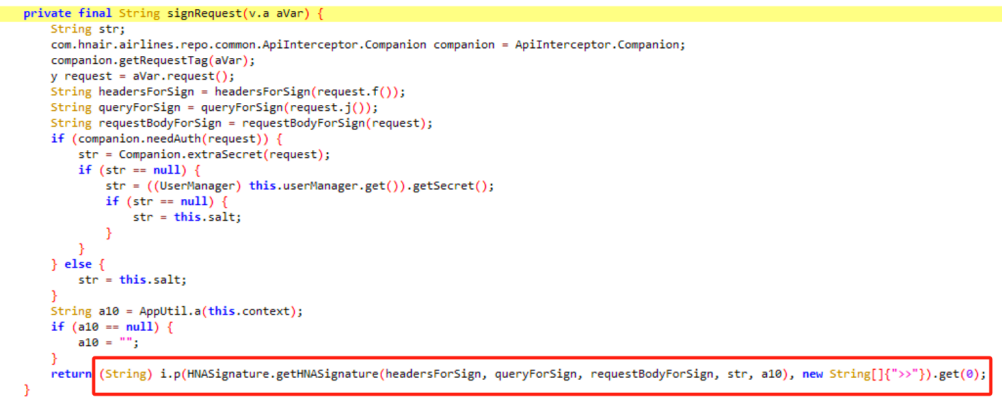 private final String signRequest(v.a aVar) {
    String str;
    com.hnair.airlines.repo.common.ApiInterceptor.Companion companion = ApiInterceptor.Companion;
    companion.getRequestTag(aVar);
    y request = aVar.request();
    String headersForSign = headersForSign(request.f());
    String queryForSign = queryForSign(request.j());
    String requestBodyForSign = requestBodyForSign(request);
    if (companion.needAuth(request)) {
        str = Companion.extraSecret(request);
        if (str == null) {
            str = ((UserManager) this.userManager.get()).getSecret();
            if (str == null) {
                str = this.salt;
            }
        }
    } else {
        str = this.salt;
    }
    String a10 = AppUtil.a(this.context);
    if (a10 == null) {
        a10 = "";
    }
    return (String) i.p(HNASignature.getHNASignature(headersForSign, queryForSign, requestBodyForSign, str, a10), new String[]{">>"}).get(0);
}